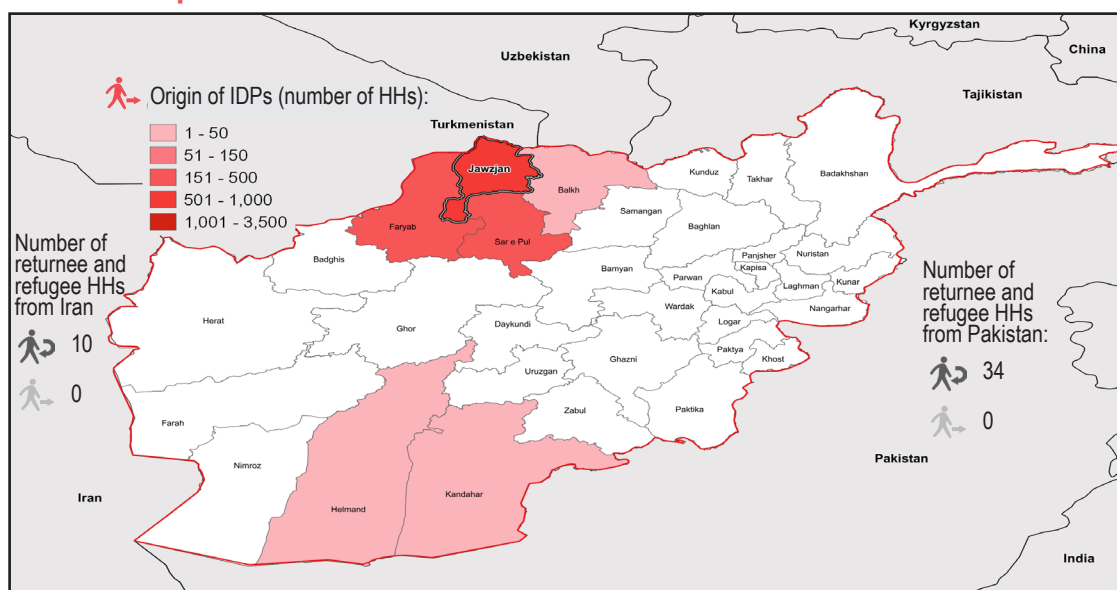 Kyrgyzstan
China
Uzbekistan
Tajikistan
Origin of IDPs (number of HHs):
Turkmenistan
1 - 50
51 - 150
151 - 500
501 - 1,000
1,001 - 3,500
Jawzjan
Balkh
Kunduz
Takhar
Badakhshan
Samangan
Faryab
Baghlan
Sar e Pul
Number of
returnee and
refugee HHs
from Iran
10
0
Badghis
Panjsher
Nuristan
Bamyan
Parwan
Kapisa
Kabul
Laghman
Kunar
Nangarhar
Number of
returnee and
refugee HHs
from Pakistan:
34
0
Herat
Ghor
Daykundi
Wardak
Logar
Paktya
Khost
Ghazni
Uruzgan
Zabul
Paktika
Farah
Nimroz
Helmand
Kandahar
Iran
Pakistan
India